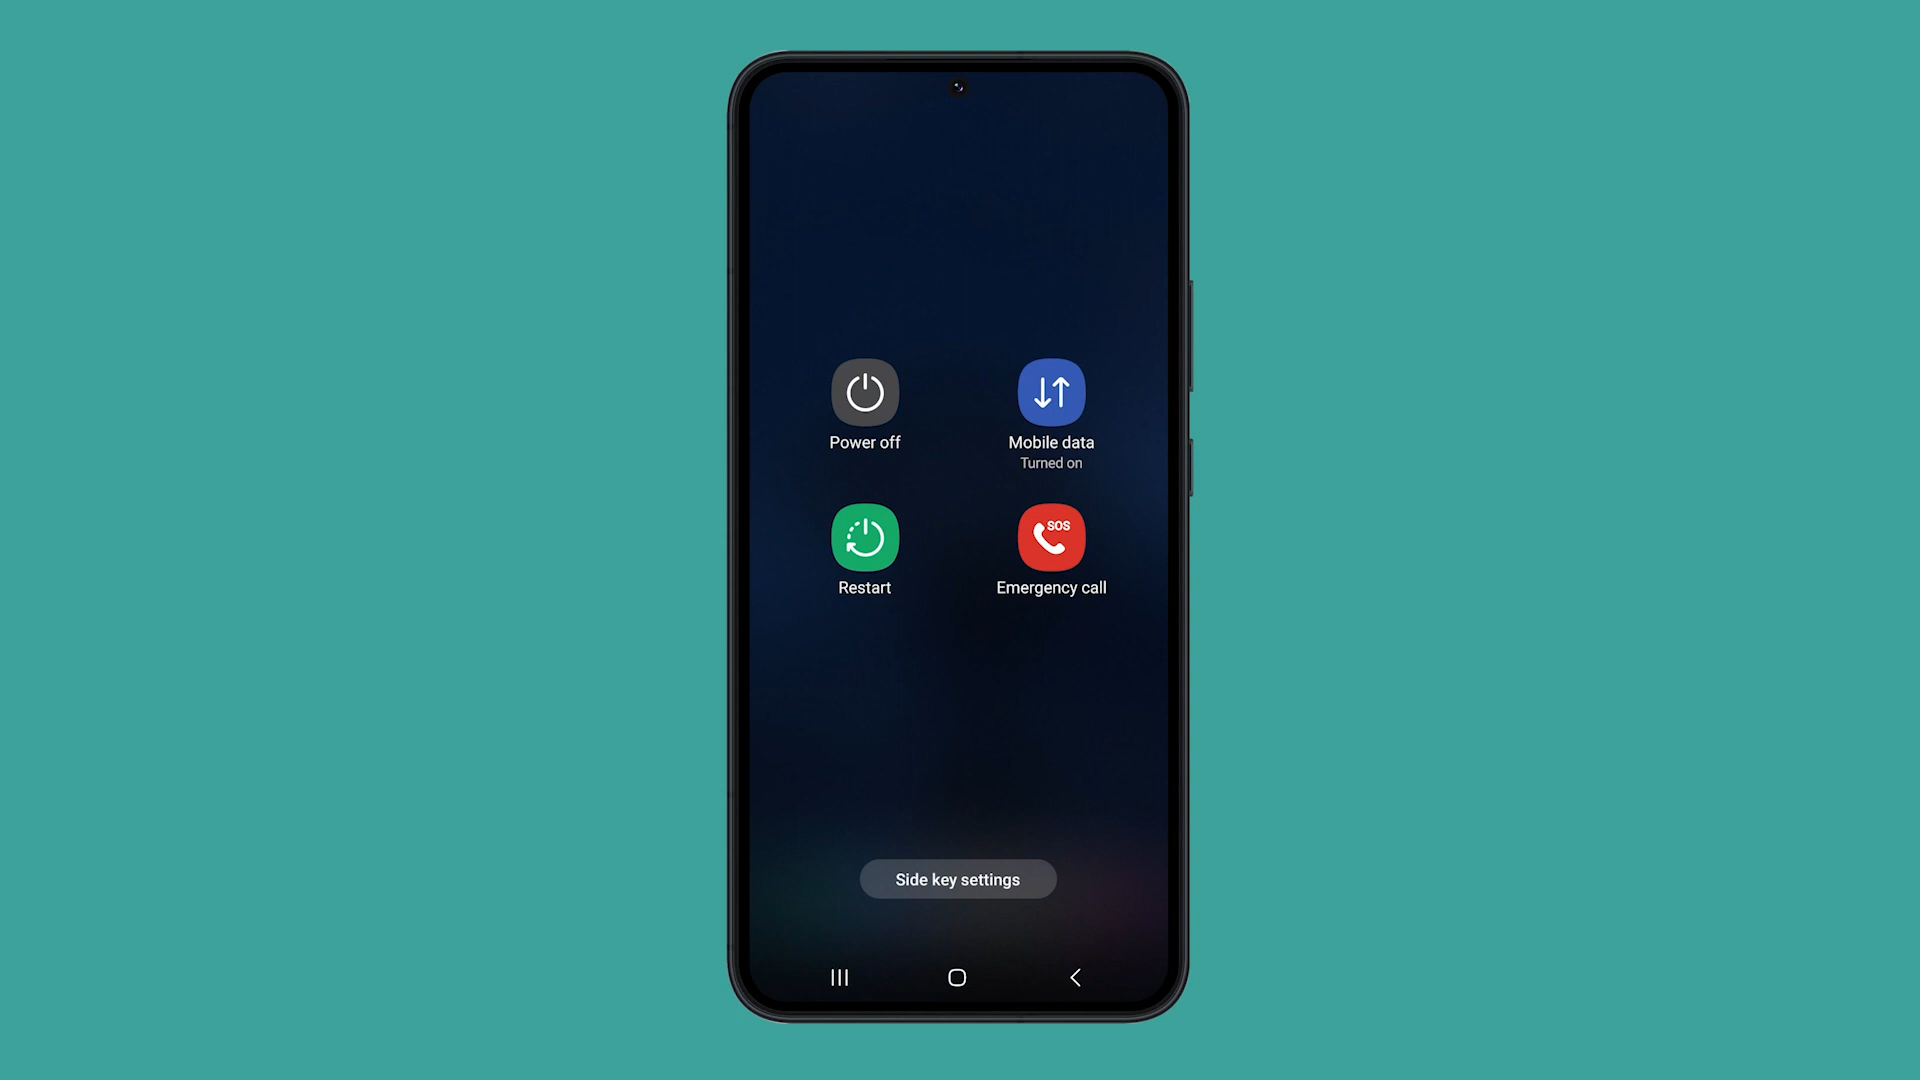 Power off
Mobile data
Turned on
SOS
Restart
Emergency call
Side key settings